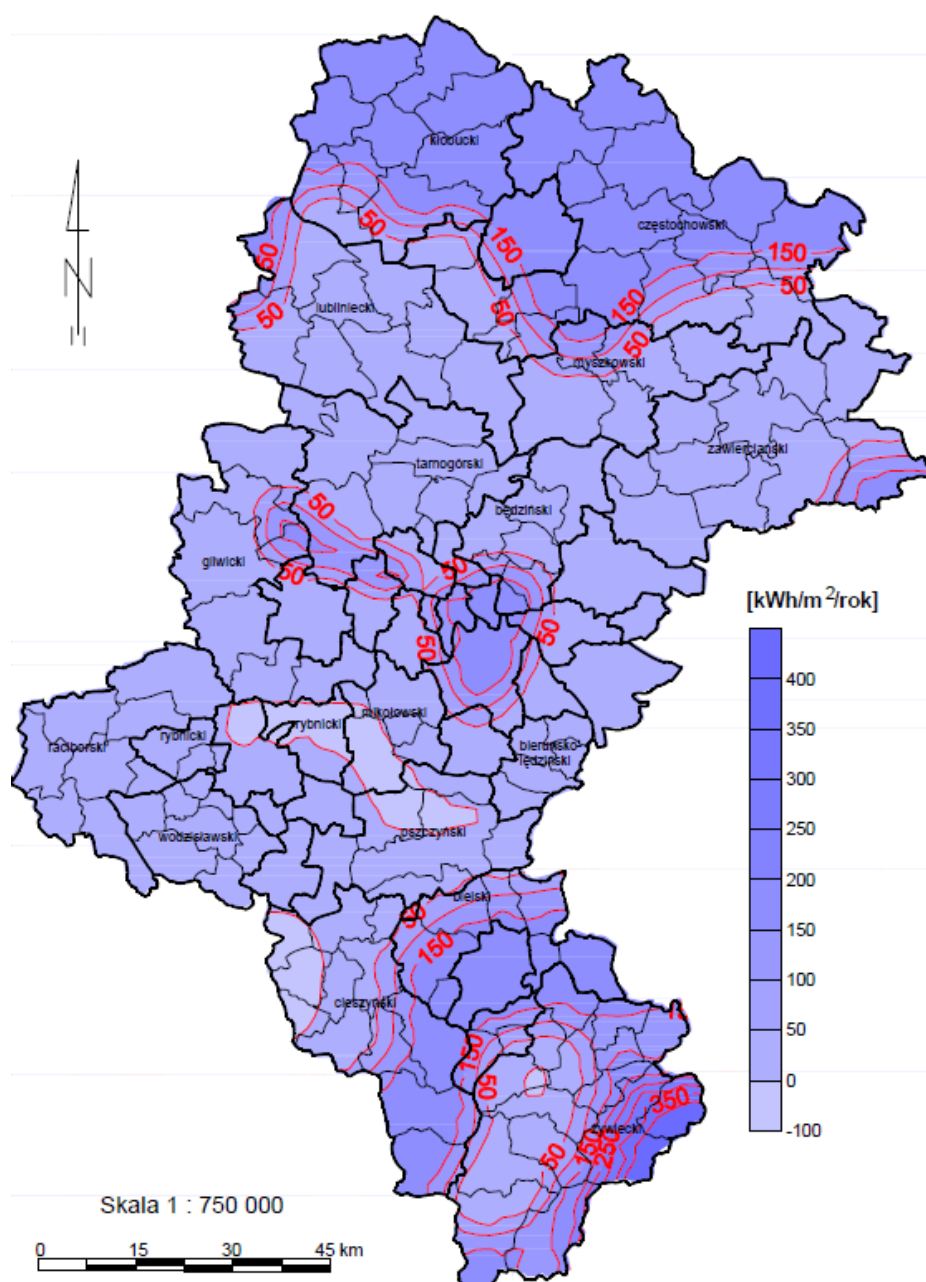 kłobucki
150
częstochowski
50
150
50
150
50
50
lubliniecki
50
150
50
myszkowski
zawierciański
tarnogórski
50
będziński
gliwicki
50
50
50
50
[kWh/m²/rok]
400
350
300
250
200
150
100
50
0
-100
mikołowski
rybnicki
rybnicki
raciborski
bieruńsko
lędziński
pszczyński
wodzisławski
bielski
50
150
cieszyński
150
50
350
żywiecki
50
150
250
N
Skala 1 : 750 000
0 15 30 45 km